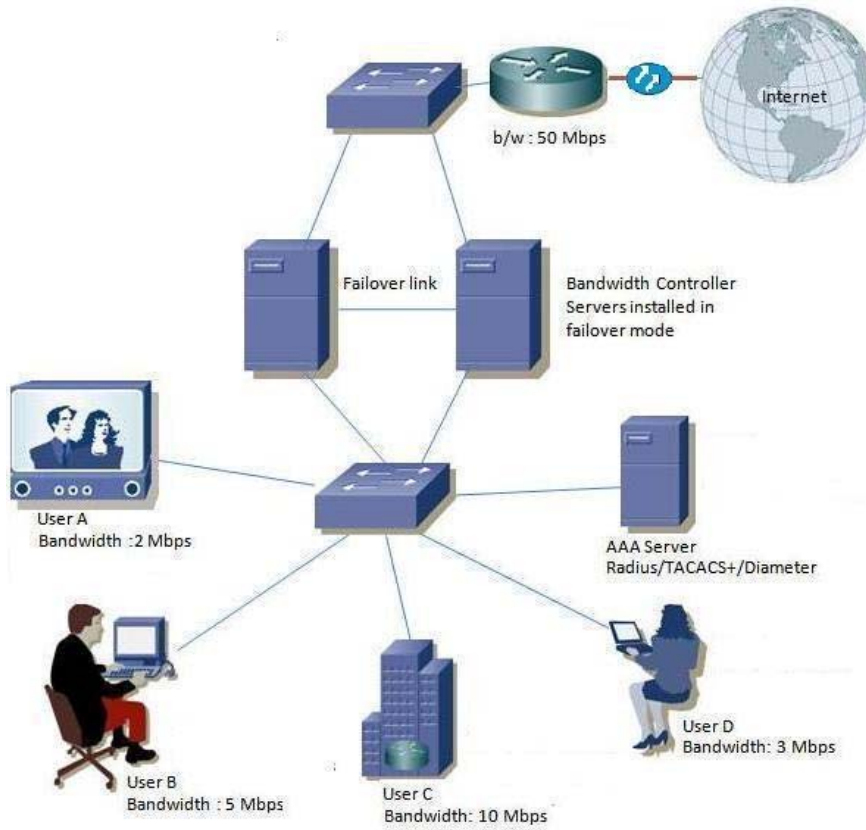 Internet
b/w : 50 Mbps
Failover link
Bandwidth Controller
Servers installed in
failover mode
User A
Bandwidth :2 Mbps
AAA Server
Radius/TACACS+/Diameter
User B
Bandwidth : 5 Mbps
User C
Bandwidth: 10 Mbps
User D
Bandwidth: 3 Mbps